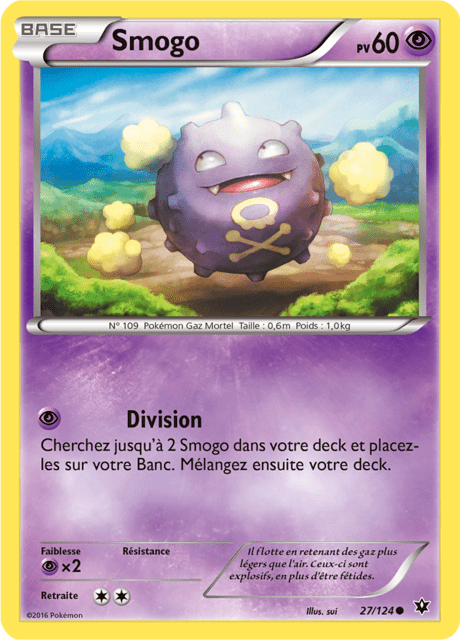 BASE
Smogo
PV60
N° 109 Pokémon Gaz Mortel Taille : 0,6m Poids : 1,0kg
Division
Cherchez jusqu'à 2 Smogo dans votre deck et placez-
les sur votre Banc. Mélangez ensuite votre deck.
Faiblesse
Résistance
×2
Retraite
Il flotte en retenant des gaz plus
légers que l'air. Ceux-ci sont
explosifs, en plus d'être fétides.
©2016 Pokémon
Illus. sui
27/124